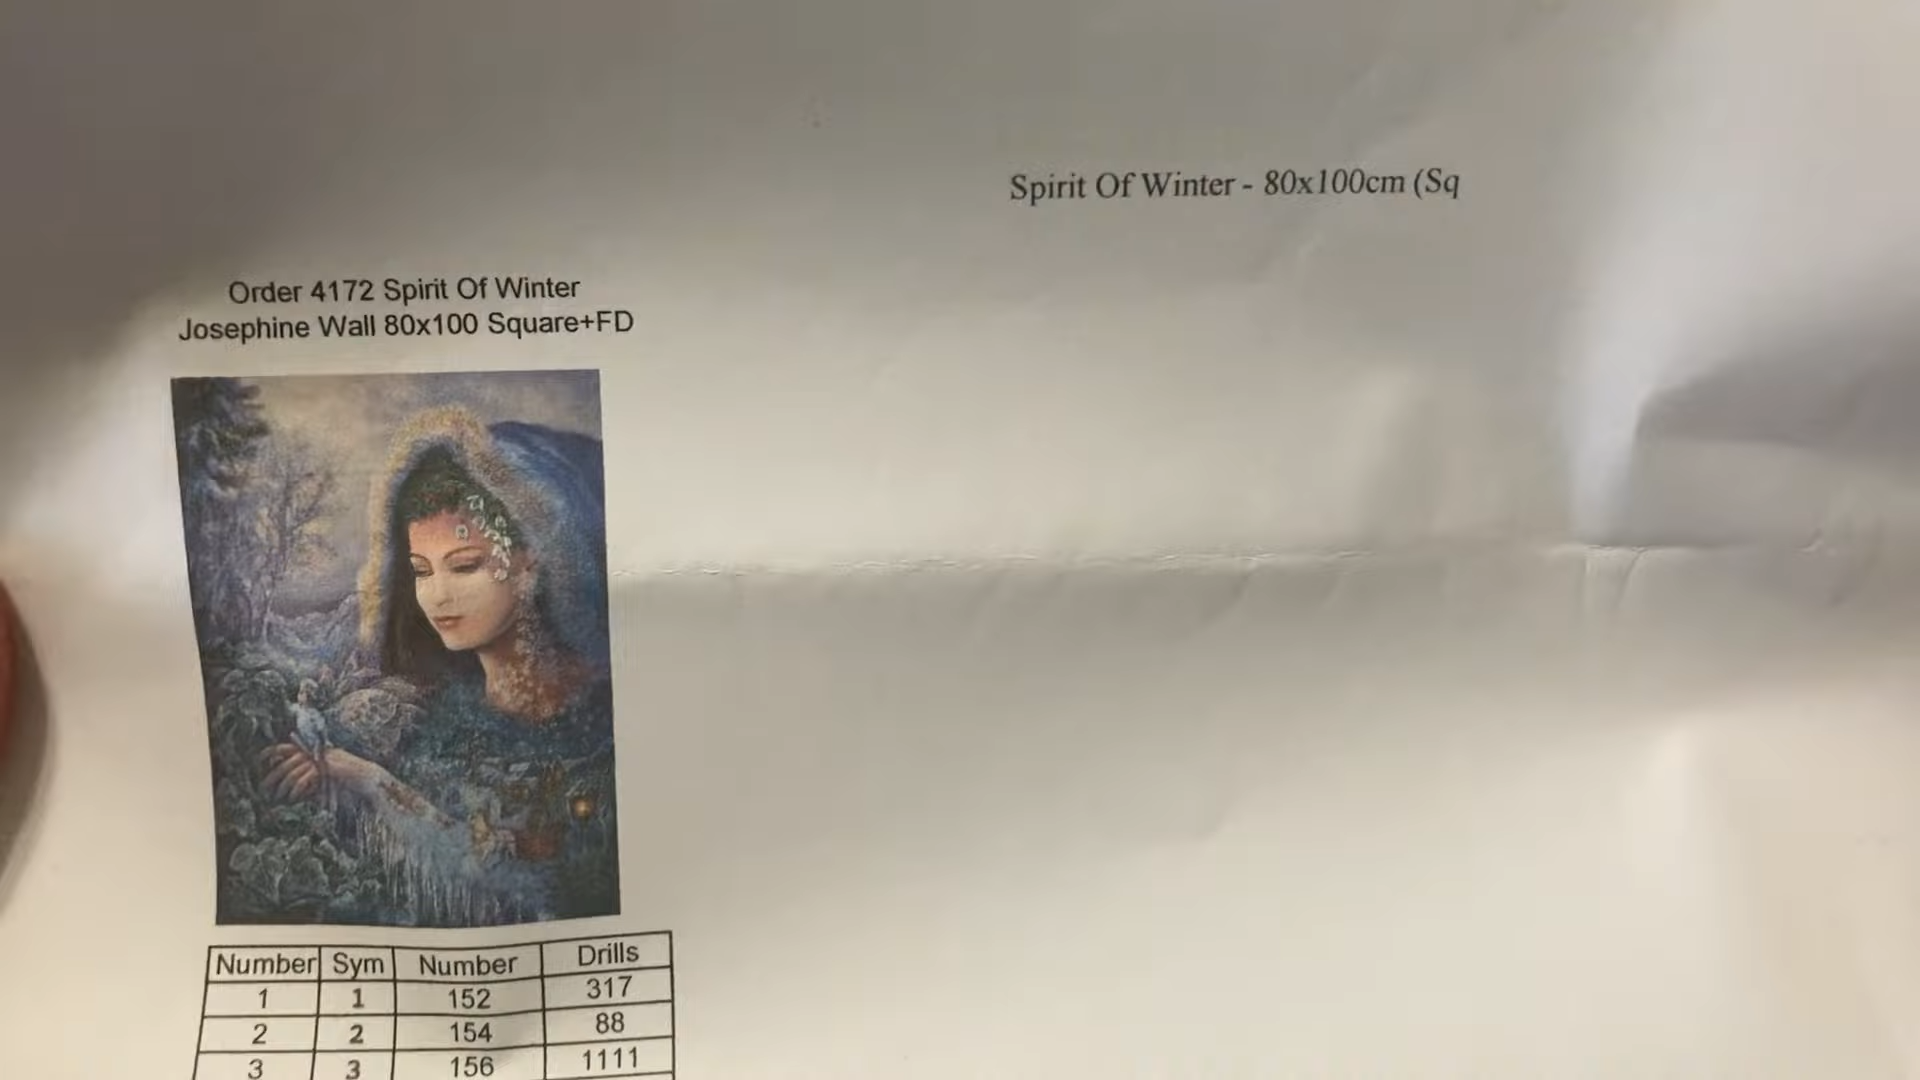 Spirit Of Winter - 80x100cm (Sq
Order 4172 Spirit Of Winter
Josephine Wall 80x100 Square+FD
Number Sym Number Drills
1 1 152 317
2 2 154 88
3 3 156 1111